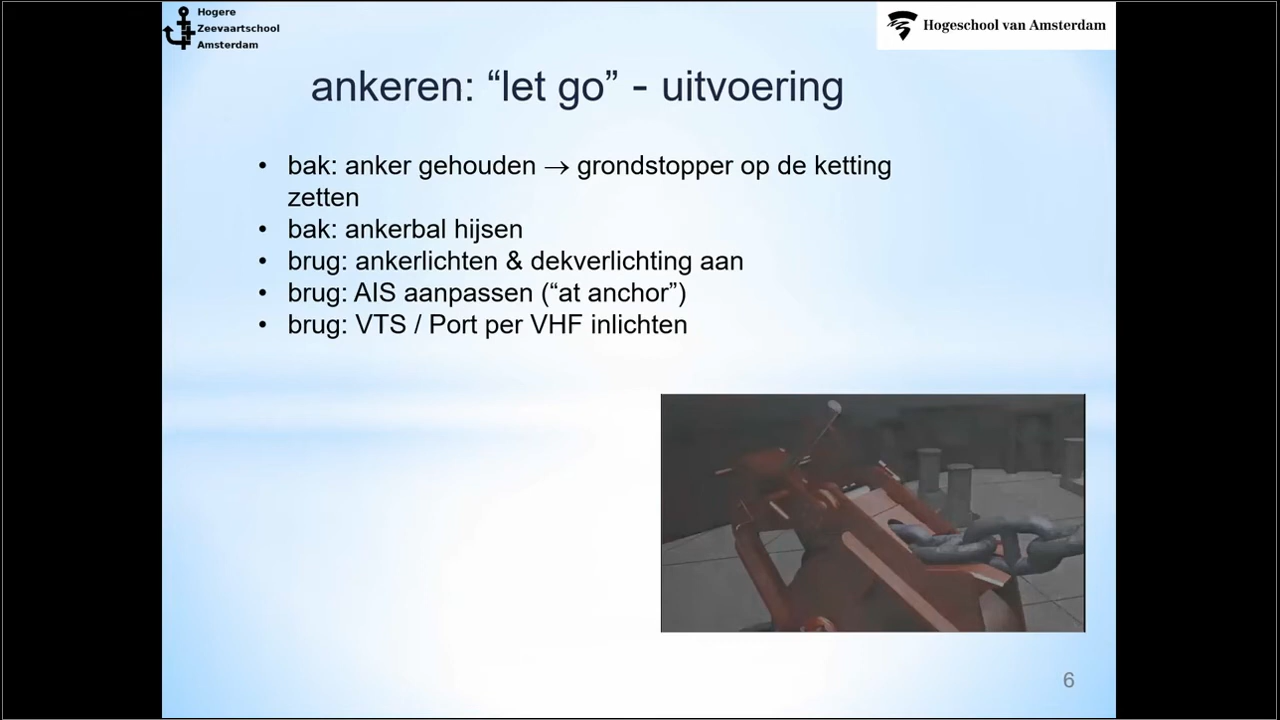 Hogere
Zeevaartschool
Amsterdam
Hogeschool van Amsterdam
ankeren: “let go” - uitvoering
• bak: anker gehouden → grondstopper op de ketting
zetten
• bak: ankerbal hijsen
• brug: ankerlichten & dekverlichting aan
• brug: AIS aanpassen (“at anchor”)
• brug: VTS / Port per VHF inlichten
6